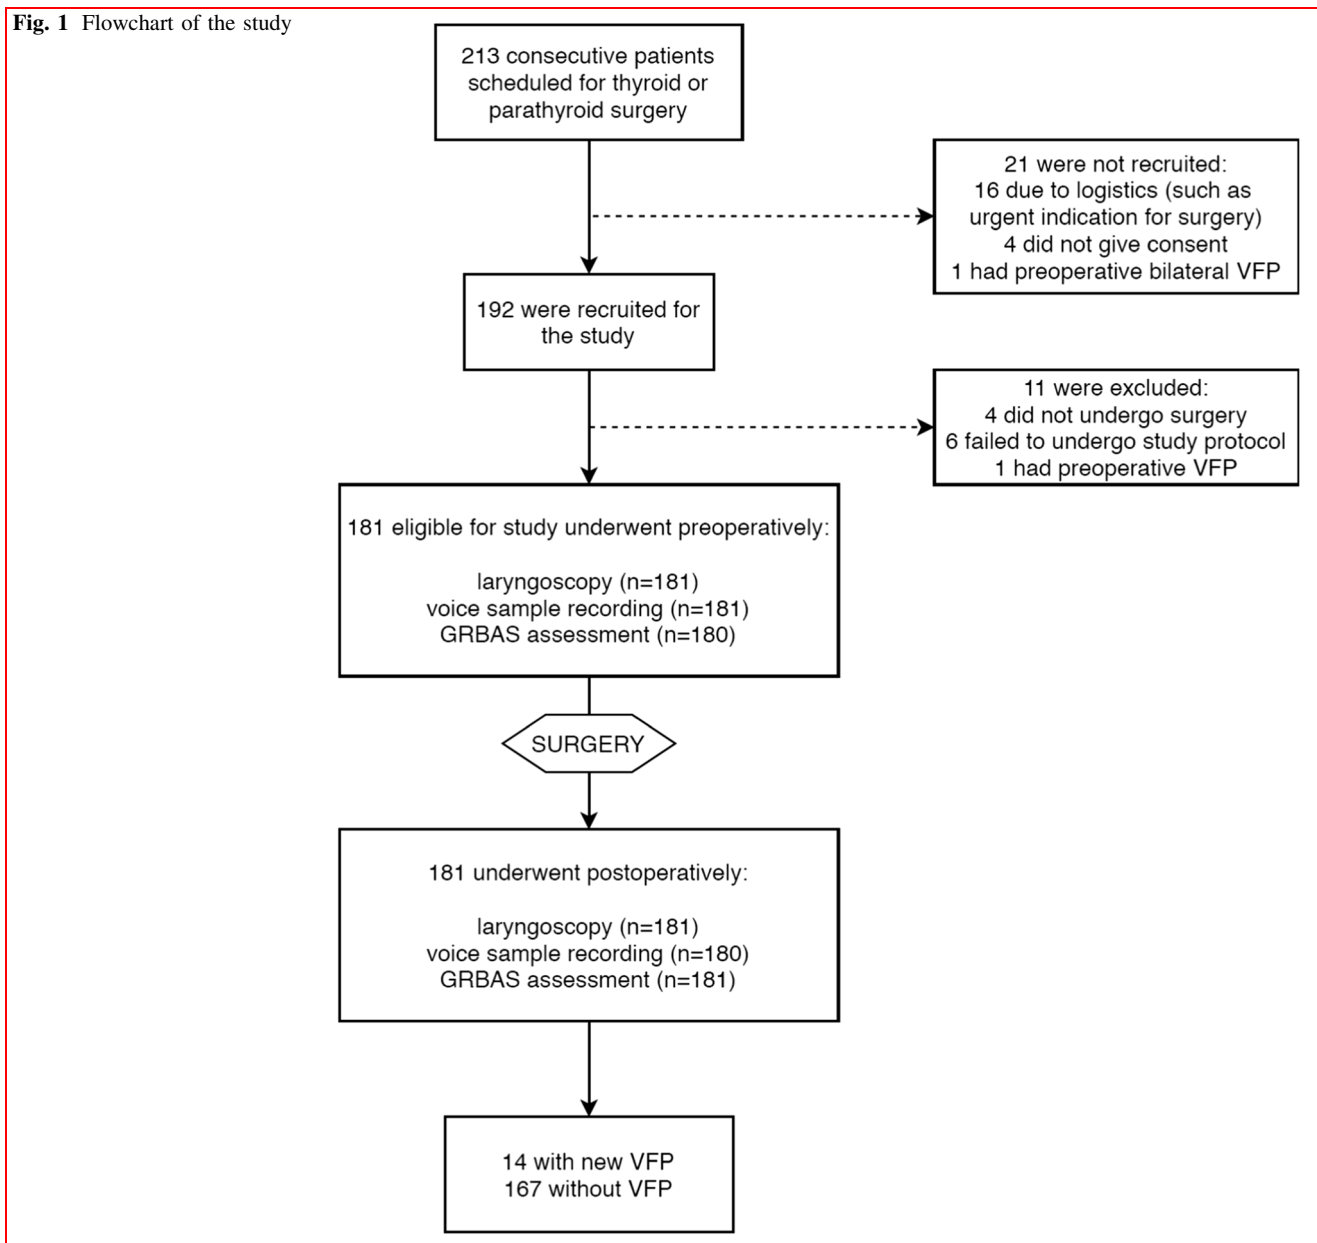 Fig. 1 Flowchart of the study
213 consecutive patients
scheduled for thyroid or
parathyroid surgery
21 were not recruited:
16 due to logistics (such as
urgent indication for surgery)
4 did not give consent
1 had preoperative bilateral VFP
192 were recruited for
the study
11 were excluded:
4 did not undergo surgery
6 failed to undergo study protocol
1 had preoperative VFP
181 eligible for study underwent preoperatively:
laryngoscopy (n=181)
voice sample recording (n=181)
GRBAS assessment (n=180)
SURGERY
181 underwent postoperatively:
laryngoscopy (n=181)
voice sample recording (n=180)
GRBAS assessment (n=181)
14 with new VFP
167 without VFP